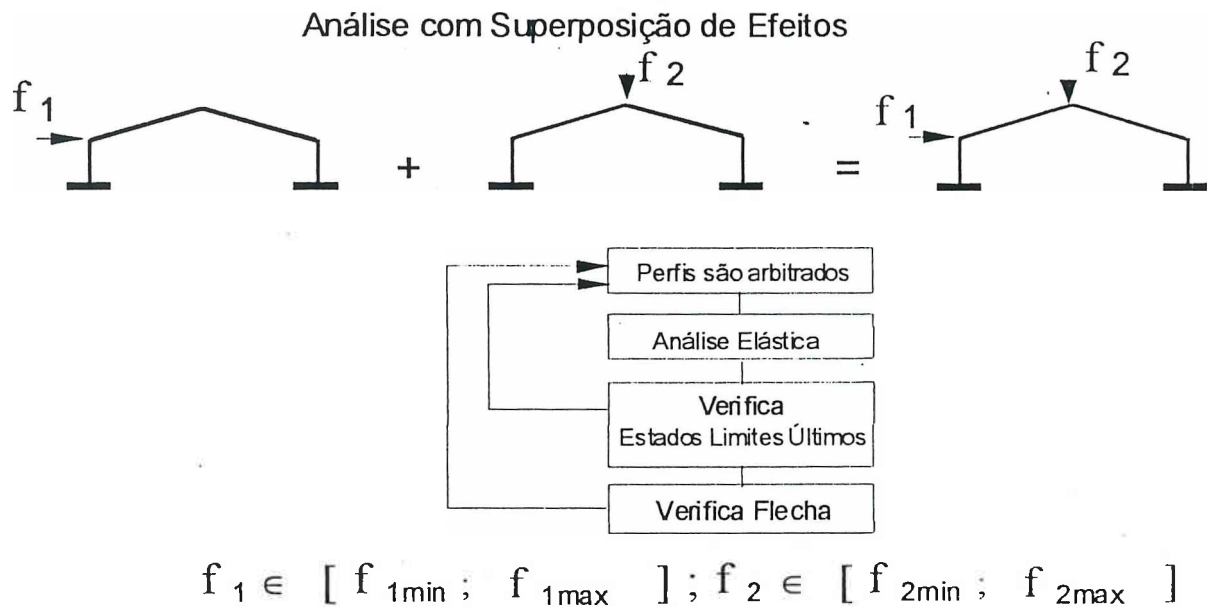 Análise com Superposição de Efeitos
f 1
+
f 2
=
f 1
f 2
Perfis são arbitrados
Análise Elástica
Verifica
Estados Limites Últimos
Verifica Flecha
f 1 ∈ [ f 1min ; f 1max ] ; f 2 ∈ [ f 2min ; f 2max ]